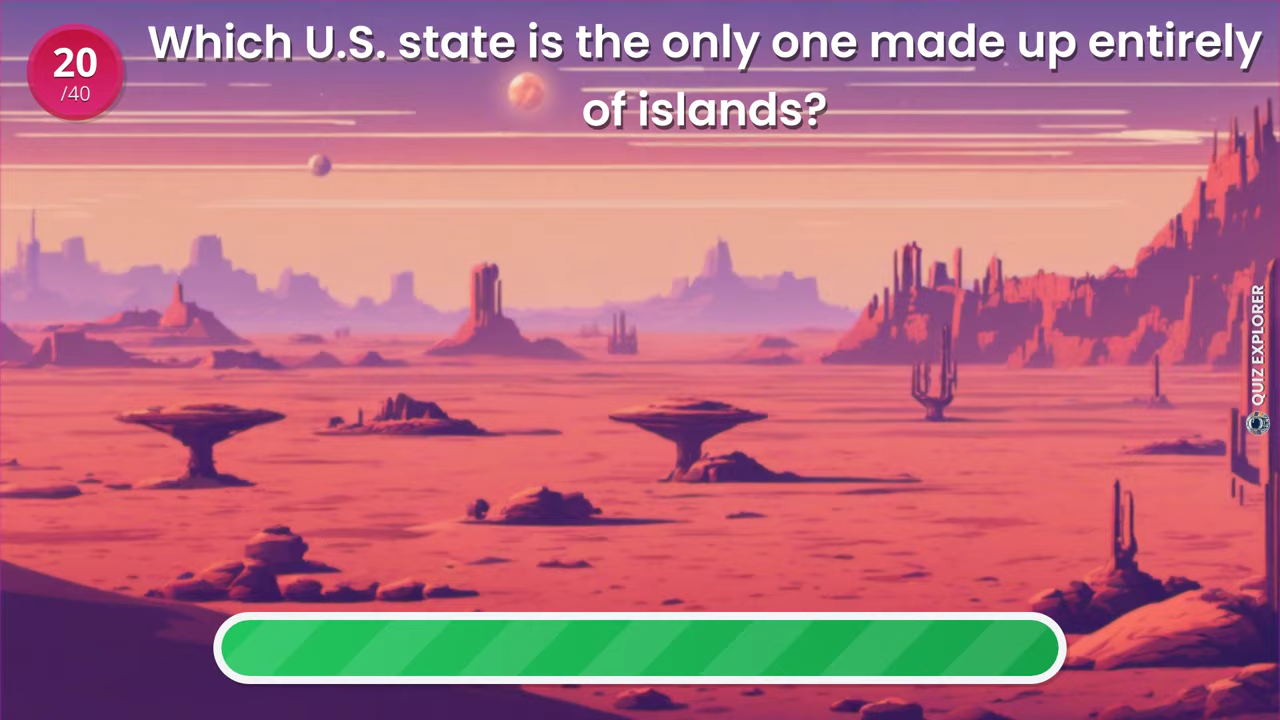 20
/40
Which U.S. state is the only one made up entirely
of islands?
QUIZ EXPLORER